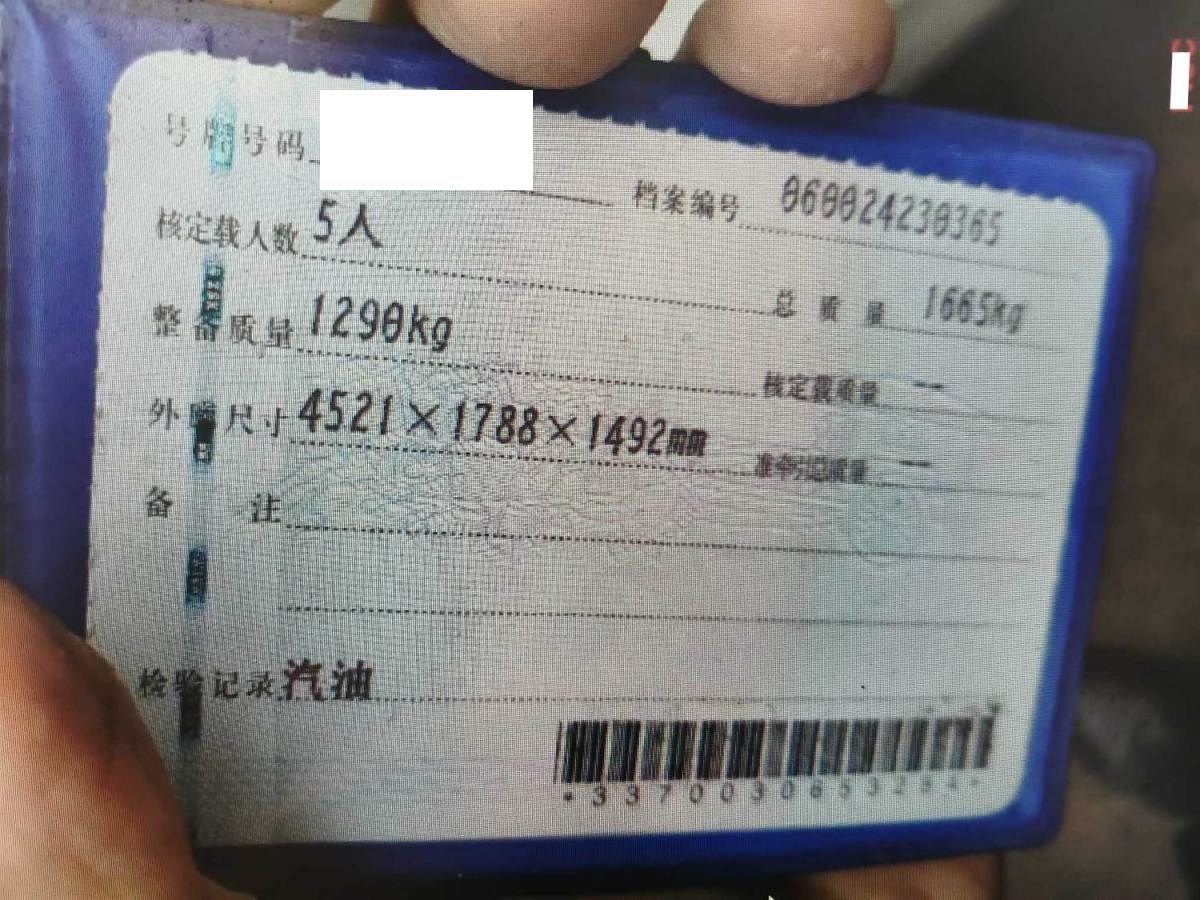 号牌号码 档案编号 060024230365
核定载人数 5人 总质量 1665kg
整备质量 1290kg 核定载质量 --
外廓尺寸 4521×1788×1492mm 准牵引总质量 --
备注
检验记录 汽油
*3370030653252*